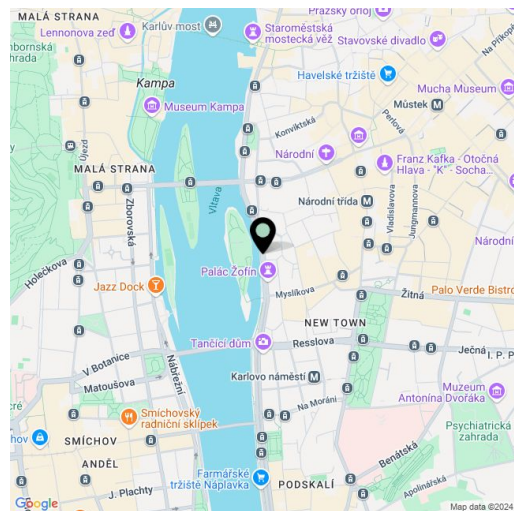 MALÁ STRANA
Lennonova zeď
Karlův most
Pražský orloj
Staroměstská
mostecká věž
Stavovské divadlo
Na Příkopě
Kampa
Havelské tržiště
Museum Kampa
Mucha Museum
Můstek
Konviktská
Perlová
Újezd
Národní
Franz Kafka - Otočná
Hlava - "K" - Socha...
MALÁ STRANA
Vltava
Národní třída
Vladislavova
Jungmannova
Zborovská
Národní
Holečkova
Palác Žofín
Jazz Dock
Myslíkova
Žitná
Palo Verde Bistro
NEW TOWN
Tančící dům
Resslova
Ječná
I. P. P
V Botanice
Nábřežní
Matoušova
Karlovo náměstí
Na Moráni
Muzeum
Antonína Dvořáka
Smíchovský
radniční sklípek
Psychiatrická
zahrada
SMÍCHOV
Benátská
ANDĚL
Farmářské
tržiště Náplavka
PODSKALÍ
Apolinářská
J. Plachty
Google
Map data ©2024